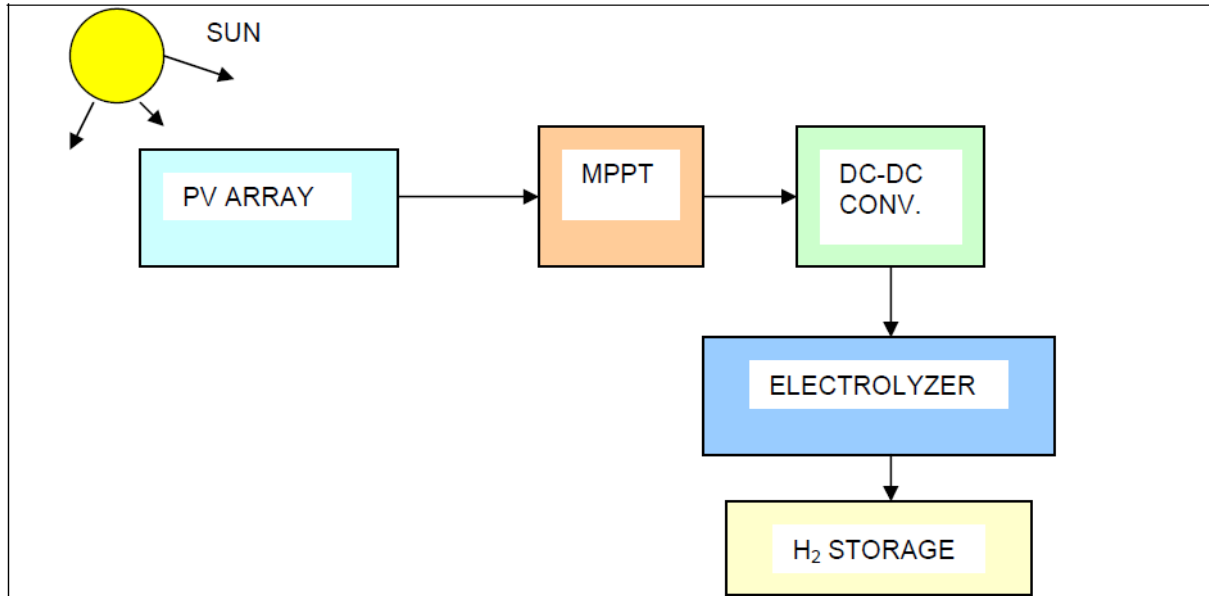 SUN
PV ARRAY
MPPT
DC-DC
CONV.
ELECTROLYZER
H₂ STORAGE